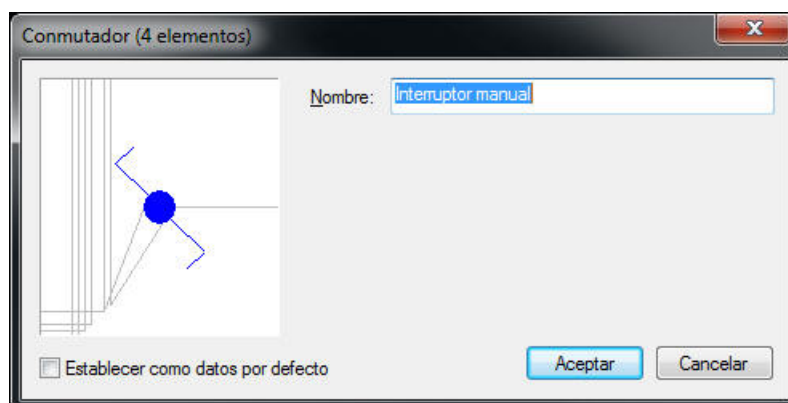 Conmutador (4 elementos)
Nombre: Interruptor manual
Establecer como datos por defecto
Aceptar
Cancelar